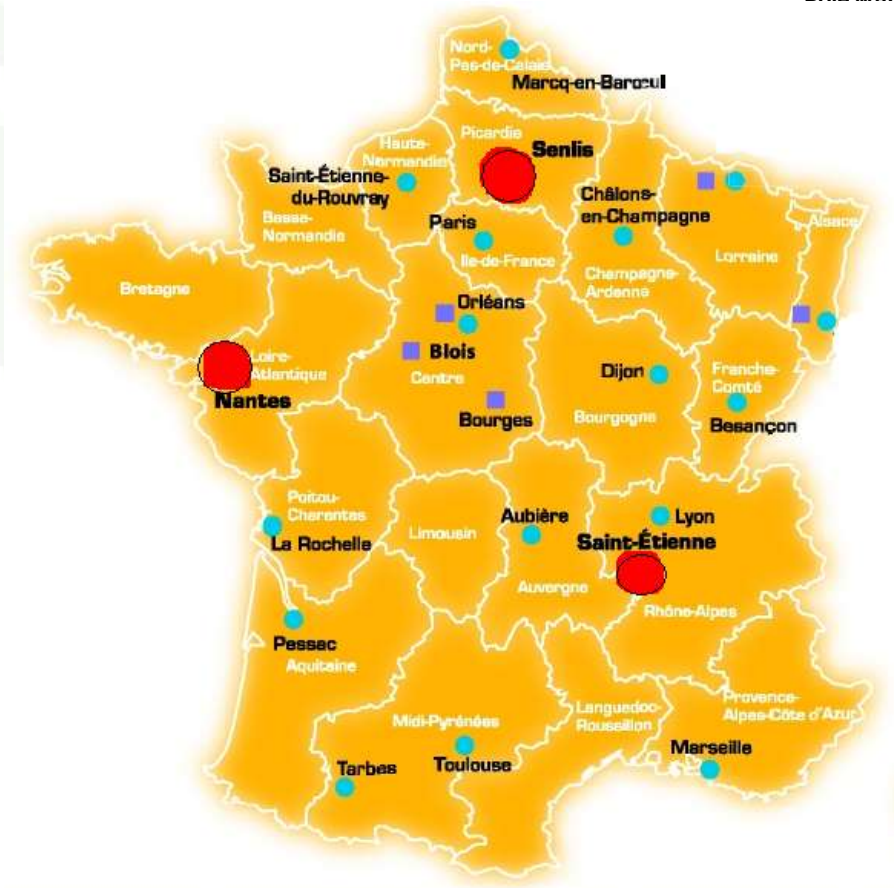 Nord-
Pas-de-Calais
Marcq-en-Barœul
Picardie
Senlis
Haute-
Normandie
Saint-Étienne-
du-Rouvray
Châlons-
en-Champagne
Basse-
Normandie
Paris
Ile-de-France
Alsace
Lorraine
Champagne-
Ardenne
Bretagne
Orléans
Blois
Centre
Loire-
Atlantique
Nantes
Bourges
Dijon
Bourgogne
Franche-
Comté
Besançon
Poitou-
Charentes
La Rochelle
Limousin
Aubière
Auvergne
Lyon
Saint-Étienne
Rhône-Alpes
Pessac
Aquitaine
Midi-Pyrénées
Toulouse
Tarbes
Languedoc-
Roussillon
Provence-
Alpes-Côte d'Azur
Marseille